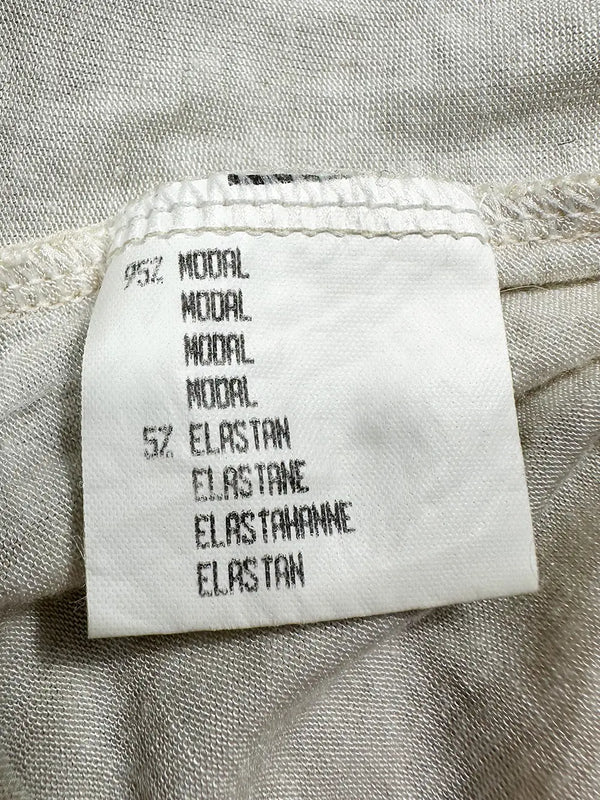 95% MODAL
MODAL
MODAL
MODAL
5% ELASTAN
ELASTANE
ELASTAHANNE
ELASTAN